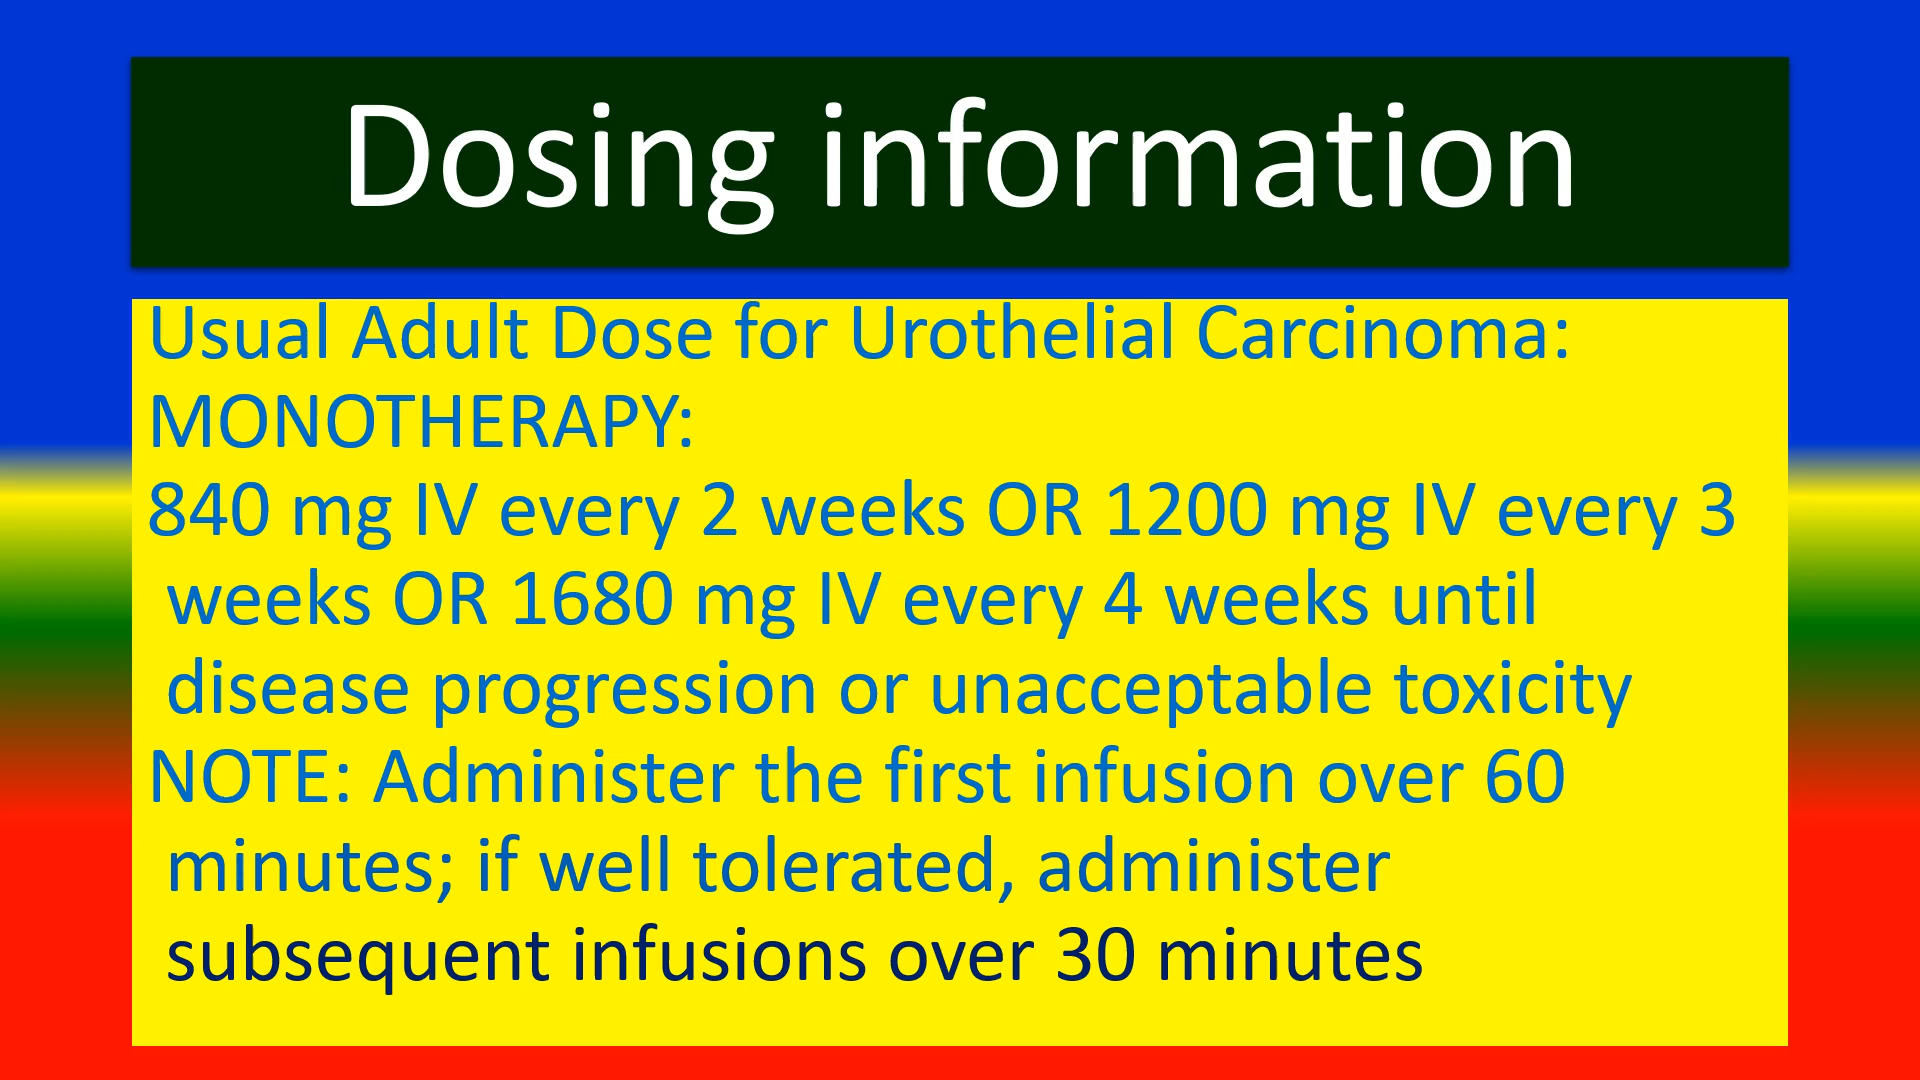 Dosing information
Usual Adult Dose for Urothelial Carcinoma:
MONOTHERAPY:
840 mg IV every 2 weeks OR 1200 mg IV every 3
weeks OR 1680 mg IV every 4 weeks until
disease progression or unacceptable toxicity
NOTE: Administer the first infusion over 60
minutes; if well tolerated, administer
subsequent infusions over 30 minutes